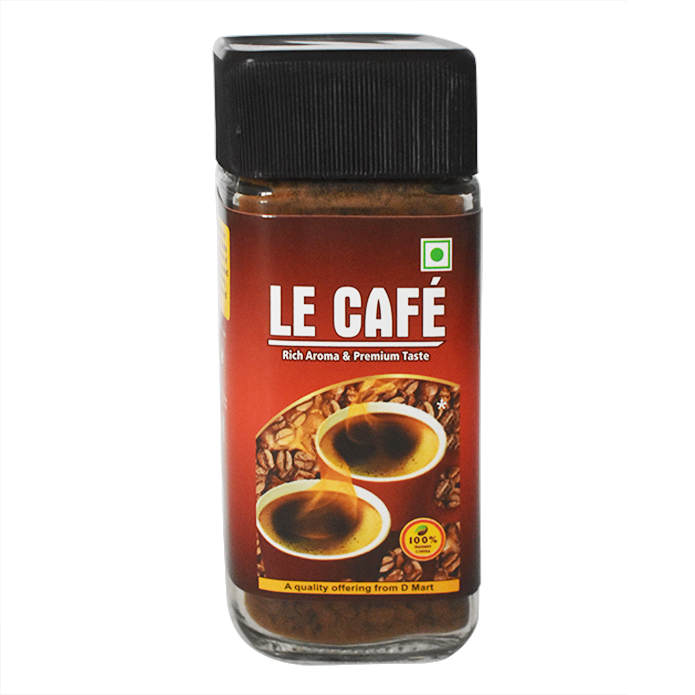 LE CAFÉ
Rich Aroma & Premium Taste
*
100%
A quality offering from D Mart